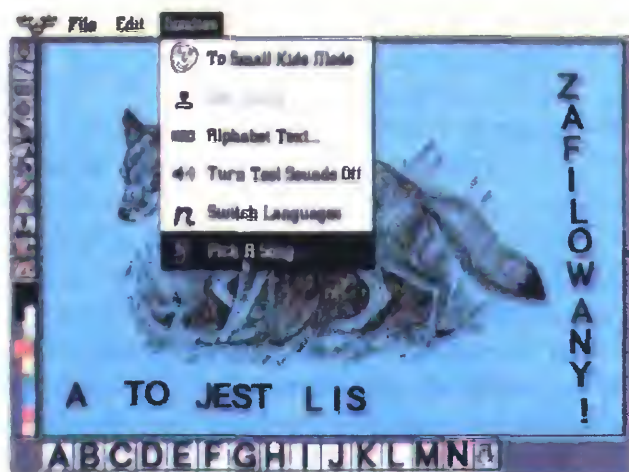 File Edit
To Small Kids Mode
Alphabet Text...
Turn Tool Sounds Off
Switch Languages
Pick A Song
ZAFILOWANY!
A TO JEST LIS
ABCDEFGHIJKLMN